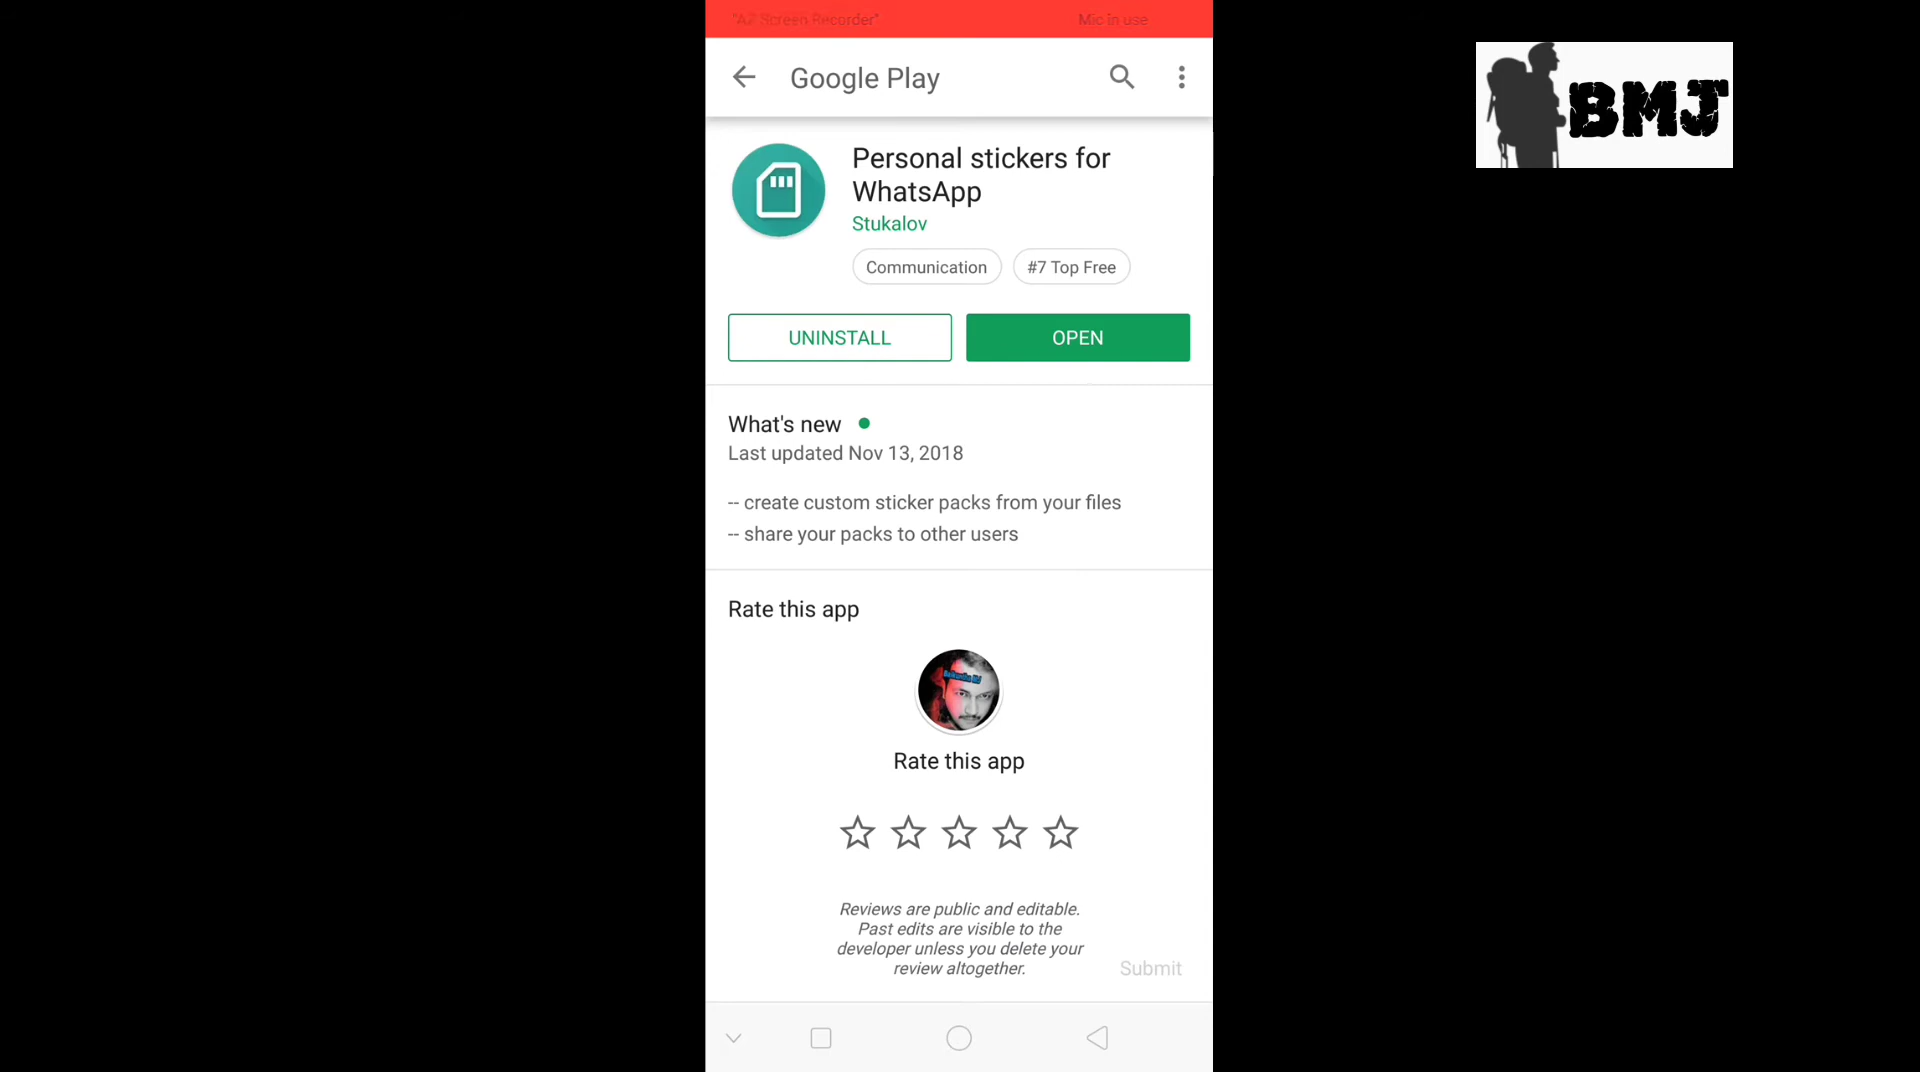 "AZ Screen Recorder" Mic in use
Google Play
BMJ
Personal stickers for
WhatsApp
Stukalov
Communication
#7 Top Free
UNINSTALL
OPEN
What's new
Last updated Nov 13, 2018
-- create custom sticker packs from your files
-- share your packs to other users
Rate this app
Rate this app
Reviews are public and editable.
Past edits are visible to the
developer unless you delete your
review altogether.
Submit